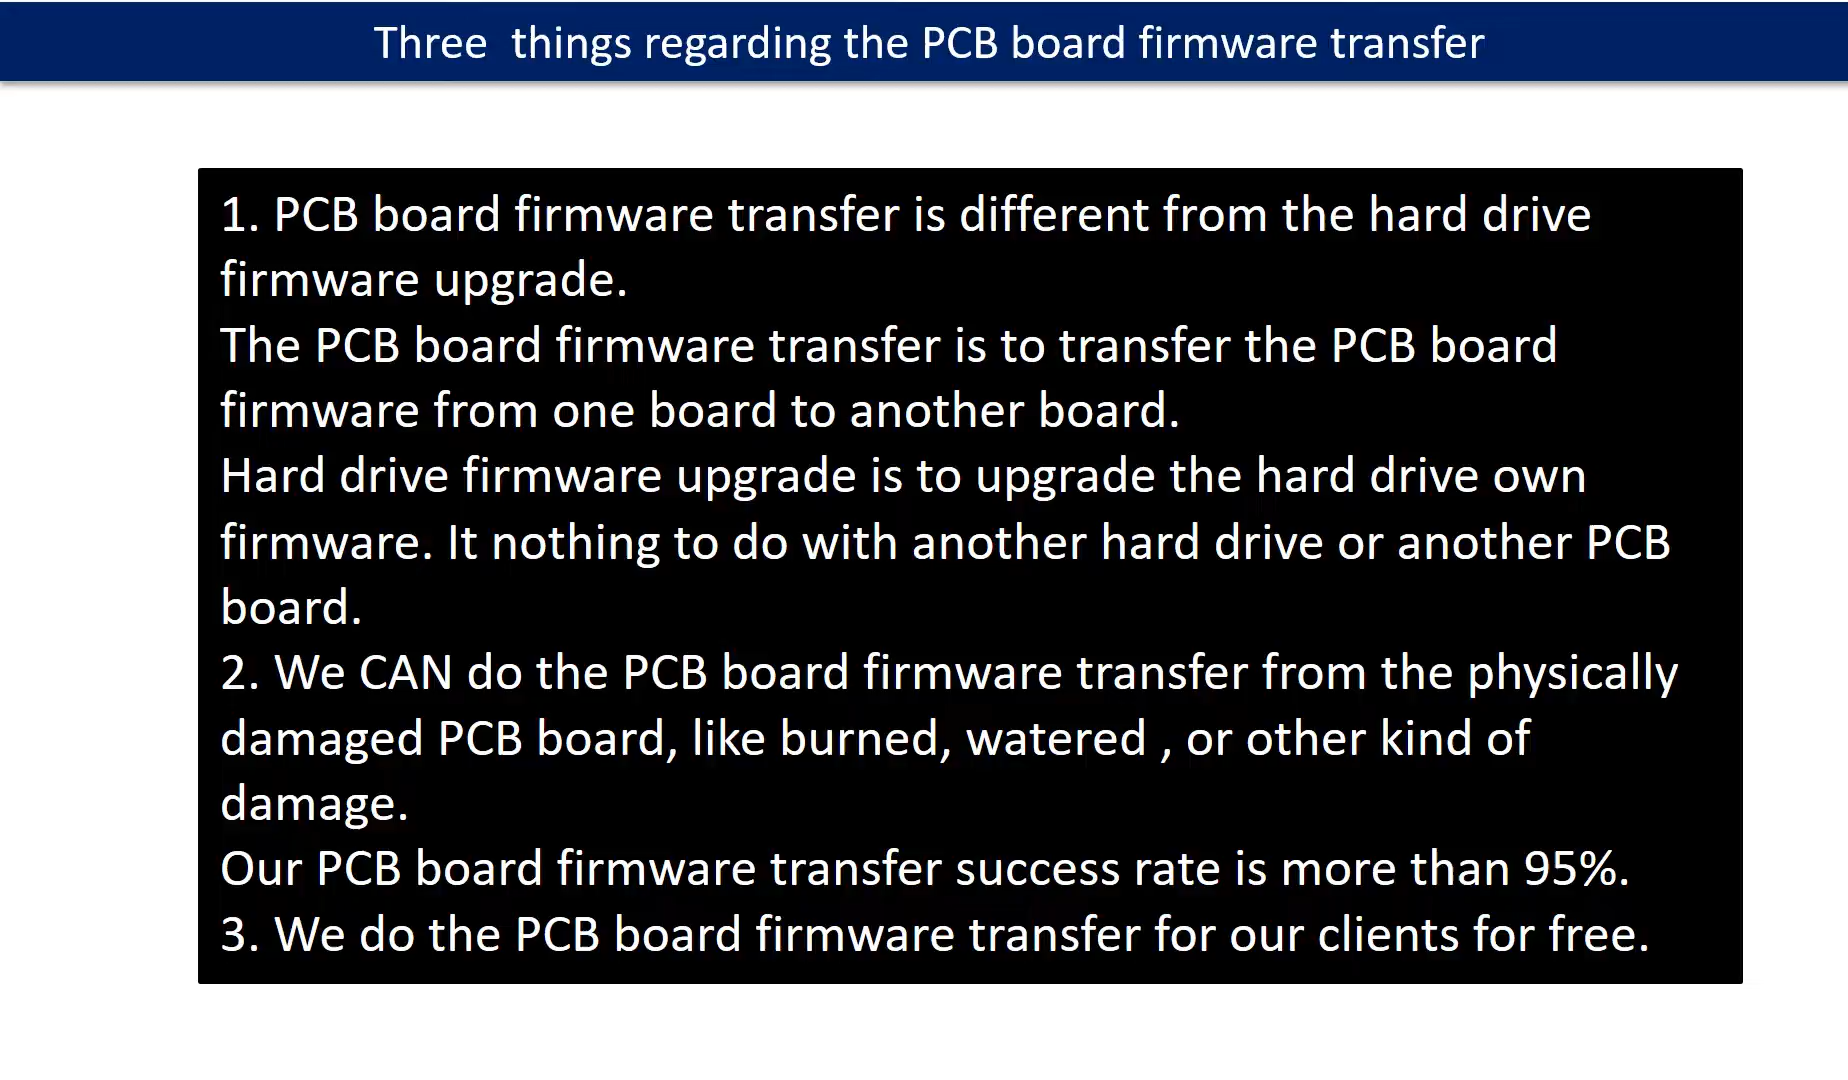 Three  things regarding the PCB board firmware transfer
1. PCB board firmware transfer is different from the hard drive
firmware upgrade.
The PCB board firmware transfer is to transfer the PCB board
firmware from one board to another board.
Hard drive firmware upgrade is to upgrade the hard drive own
firmware. It nothing to do with another hard drive or another PCB
board.
2. We CAN do the PCB board firmware transfer from the physically
damaged PCB board, like burned, watered , or other kind of
damage.
Our PCB board firmware transfer success rate is more than 95%.
3. We do the PCB board firmware transfer for our clients for free.